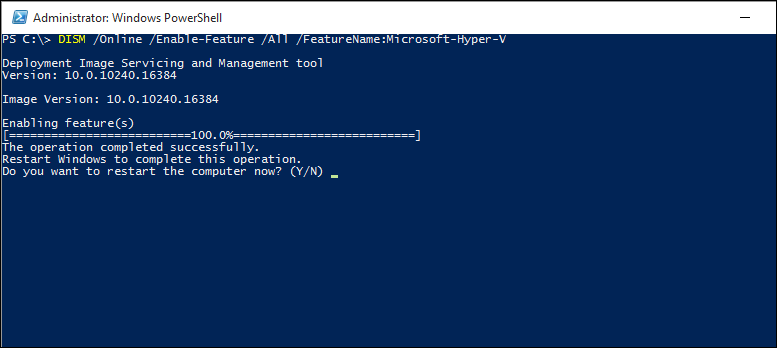 Administrator: Windows PowerShell
PS C:\> DISM /Online /Enable-Feature /All /FeatureName:Microsoft-Hyper-V
Deployment Image Servicing and Management tool
Version: 10.0.10240.16384
Image Version: 10.0.10240.16384
Enabling feature(s)
[==========================100.0%==========================]
The operation completed successfully.
Restart Windows to complete this operation.
Do you want to restart the computer now? (Y/N)